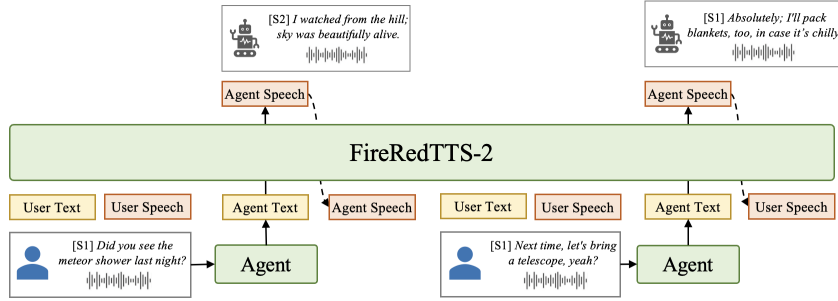 [S2] I watched from the hill;
sky was beautifully alive.
[S1] Absolutely; I'll pack
blankets, too, in case it's chilly
Agent Speech
Agent Speech
FireRedTTS-2
User Text
User Speech
Agent Text
Agent Speech
User Text
User Speech
Agent Text
User Speech
[S1] Did you see the
meteor shower last night?
Agent
[S1] Next time, let's bring
a telescope, yeah?
Agent